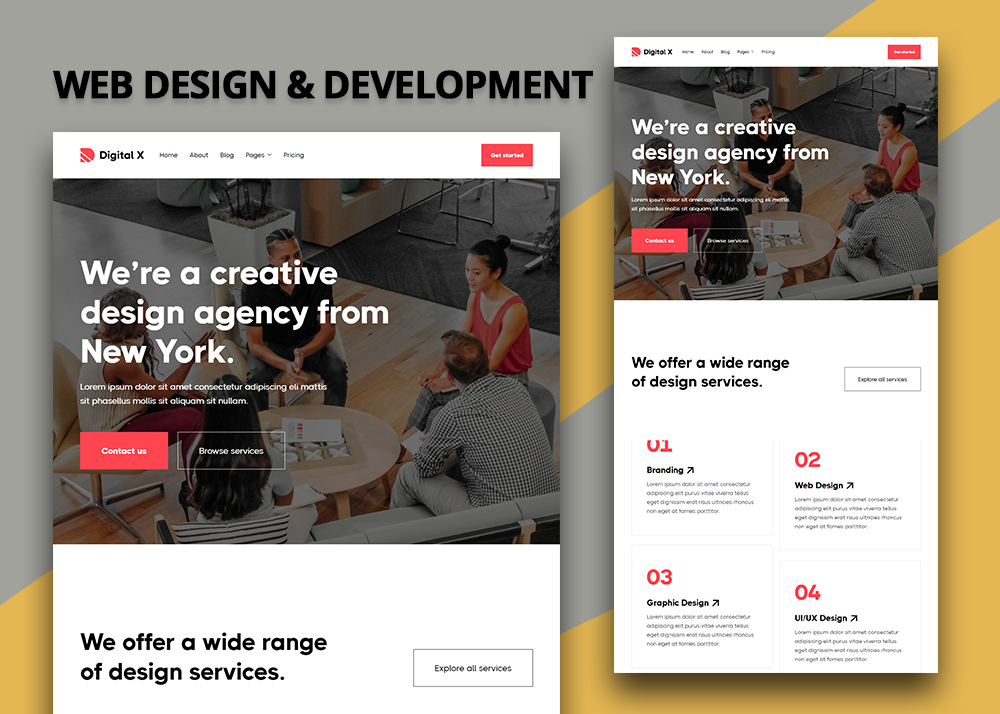 WEB DESIGN & DEVELOPMENT
Digital X Home About Blog Pages Pricing Get started
We're a creative
design agency from
New York.
Lorem ipsum dolor sit amet consectetur adipiscing eli mattis
sit phasellus mollis sit aliquam sit nullam.
Contact us Browse services
We offer a wide range
of design services.
Explore all services
Digital X Home About Blog Pages Pricing Get started
We're a creative
design agency from
New York.
Lorem ipsum dolor sit amet consectetur adipiscing eli mattis
sit phasellus mollis sit aliquam sit nullam.
Contact us Browse services
We offer a wide range
of design services.
Explore all services
01
Branding
Lorem ipsum dolor sit amet consectetur
adipiscing elit purus vitae viverra tellus
eget dignissim erat risus ultricies rhoncus
non eget at fames porttitor.
02
Web Design
Lorem ipsum dolor sit amet consectetur
adipiscing elit purus vitae viverra tellus
eget dignissim erat risus ultricies rhoncus
non eget at fames porttitor.
03
Graphic Design
Lorem ipsum dolor sit amet consectetur
adipiscing elit purus vitae viverra tellus
eget dignissim erat risus ultricies rhoncus
non eget at fames porttitor.
04
UI/UX Design
Lorem ipsum dolor sit amet consectetur
adipiscing elit purus vitae viverra tellus
eget dignissim erat risus ultricies rhoncus
non eget at fames porttitor.